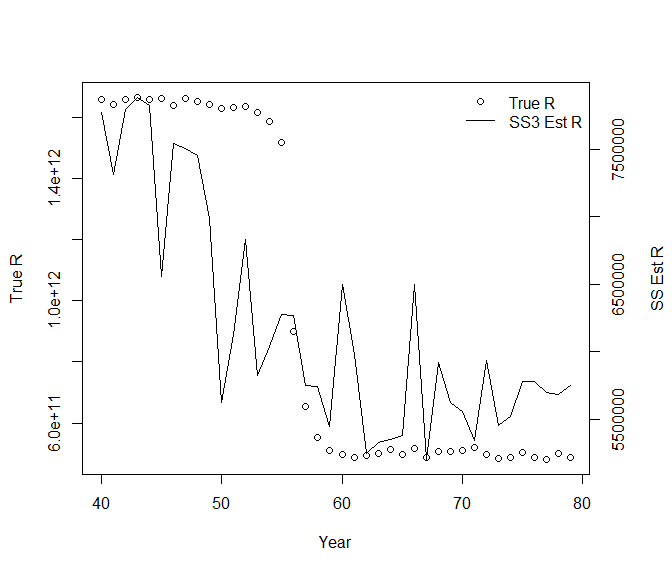 True R
SS3 Est R
1.4e+12
1.0e+12
6.0e+11
True R
7500000
6500000
5500000
SS Est R
40 50 60 70 80
Year